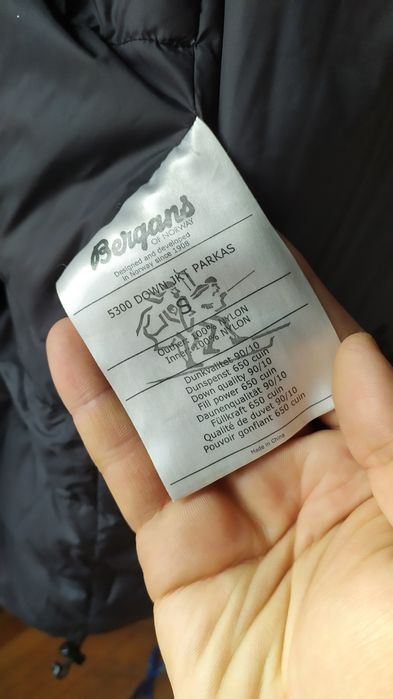 Bergans
OF NORWAY
Designed and developed
in Norway since 1908
5300 DOWN JKT PARKAS
S
Outher 100% NYLON
Inner 100% NYLON
Dunkvalitet 90/10
Dunspenst 650 cuin
Down quality 90/10
Fill power 650 cuin
Daunenqualität 90/10
Füllkraft 650 cuin
Qualité de duvet 90/10
Pouvoir gonflant 650 cuin
Made in China